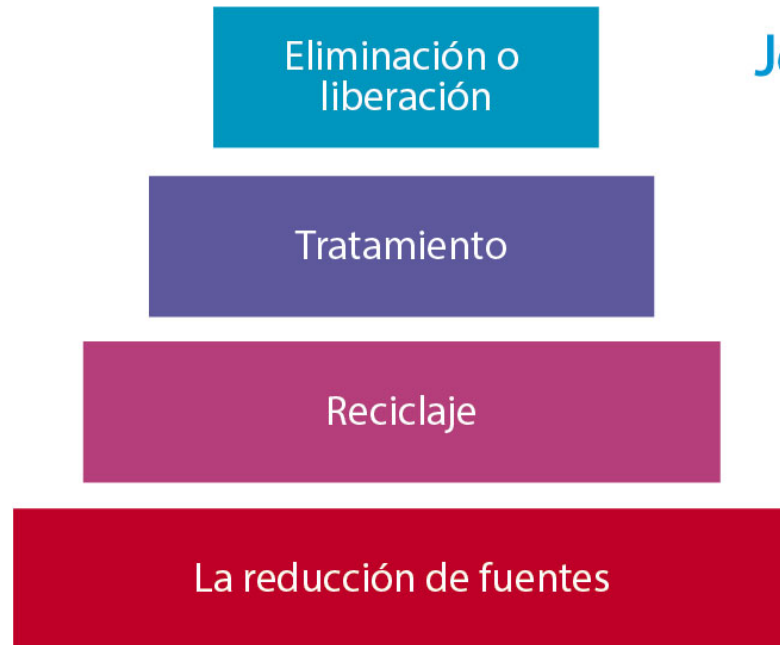 Eliminación o
liberación
Tratamiento
Reciclaje
La reducción de fuentes